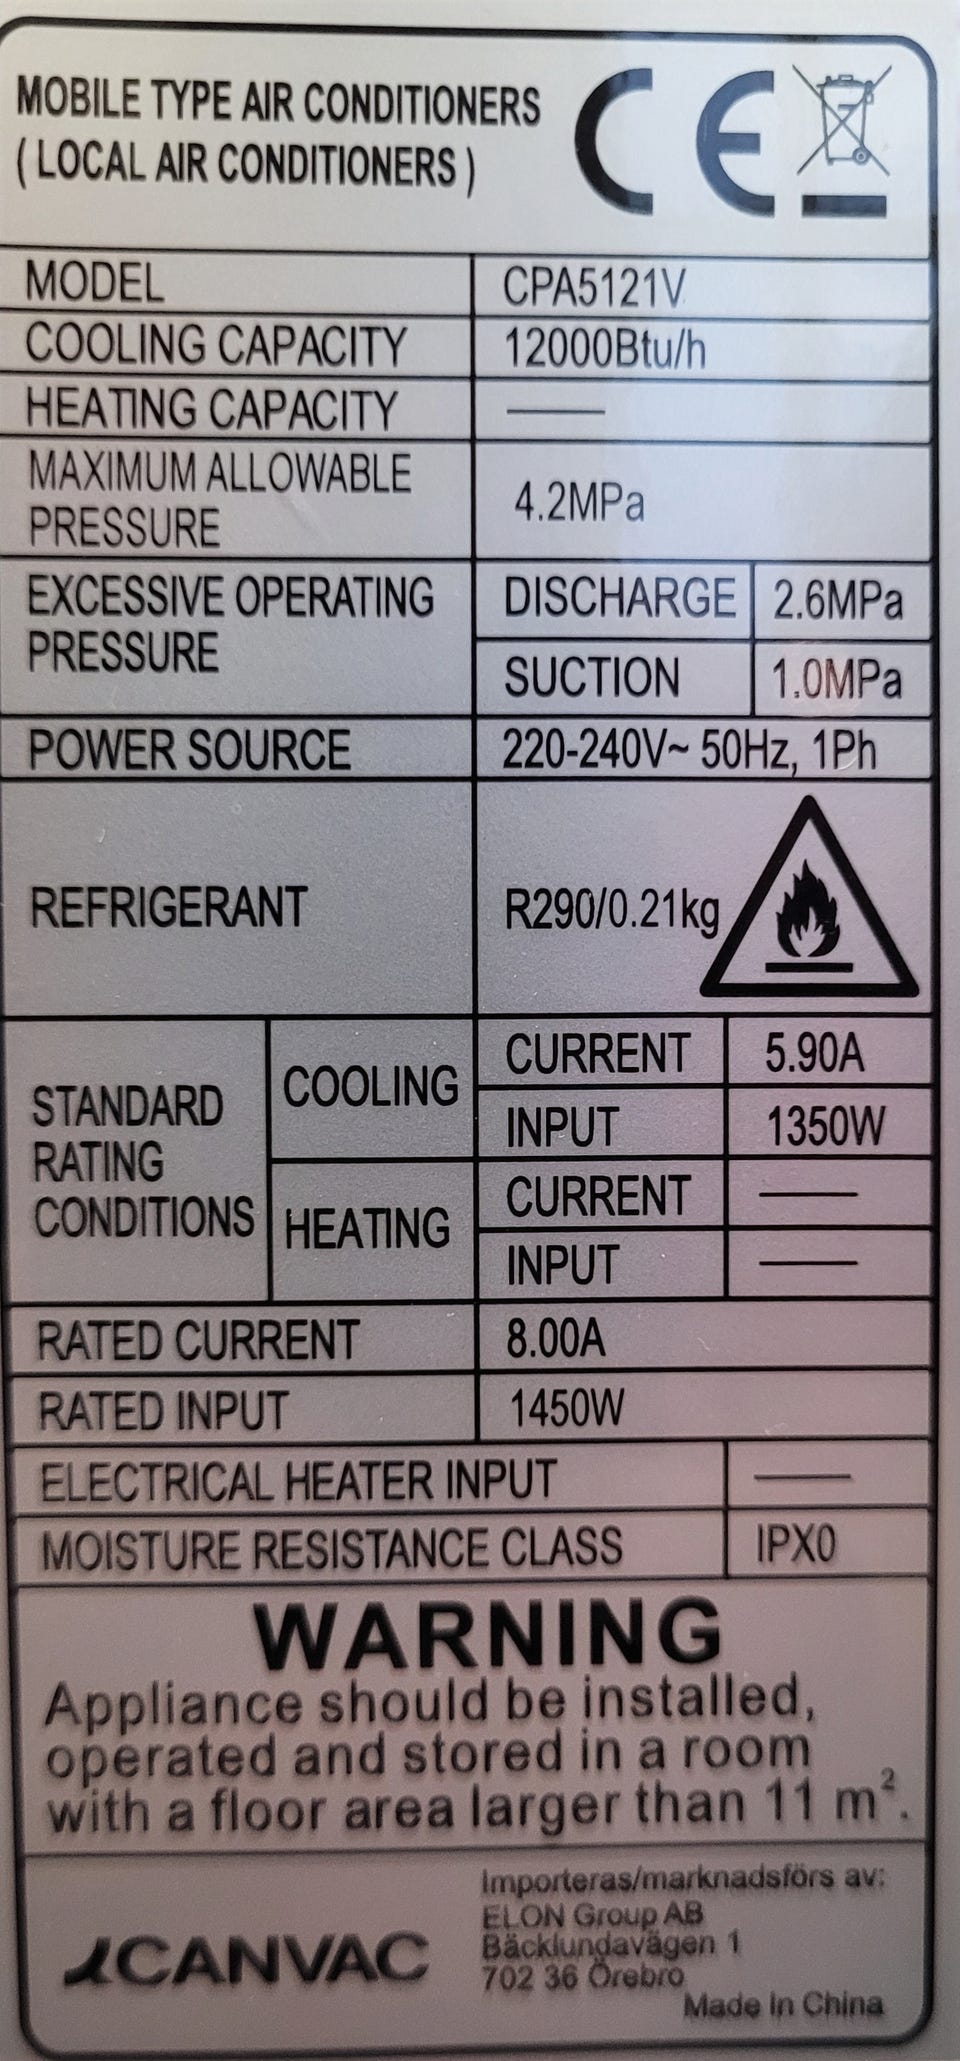 MOBILE TYPE AIR CONDITIONERS
( LOCAL AIR CONDITIONERS )
CE
MODEL CPA5121V
COOLING CAPACITY 12000Btu/h
HEATING CAPACITY ——
MAXIMUM ALLOWABLE
PRESSURE
4.2MPa
EXCESSIVE OPERATING
PRESSURE
DISCHARGE 2.6MPa
SUCTION 1.0MPa
POWER SOURCE 220-240V~ 50Hz, 1Ph
REFRIGERANT R290/0.21kg
STANDARD
RATING
CONDITIONS
COOLING
CURRENT 5.90A
INPUT 1350W
HEATING
CURRENT ——
INPUT ——
RATED CURRENT 8.00A
RATED INPUT 1450W
ELECTRICAL HEATER INPUT ——
MOISTURE RESISTANCE CLASS IPX0
WARNING
Appliance should be installed,
operated and stored in a room
with a floor area larger than 11 m².
CANVAC
Importeras/marknadsförs av:
ELON Group AB
Bäcklundavägen 1
702 36 Örebro
Made In China